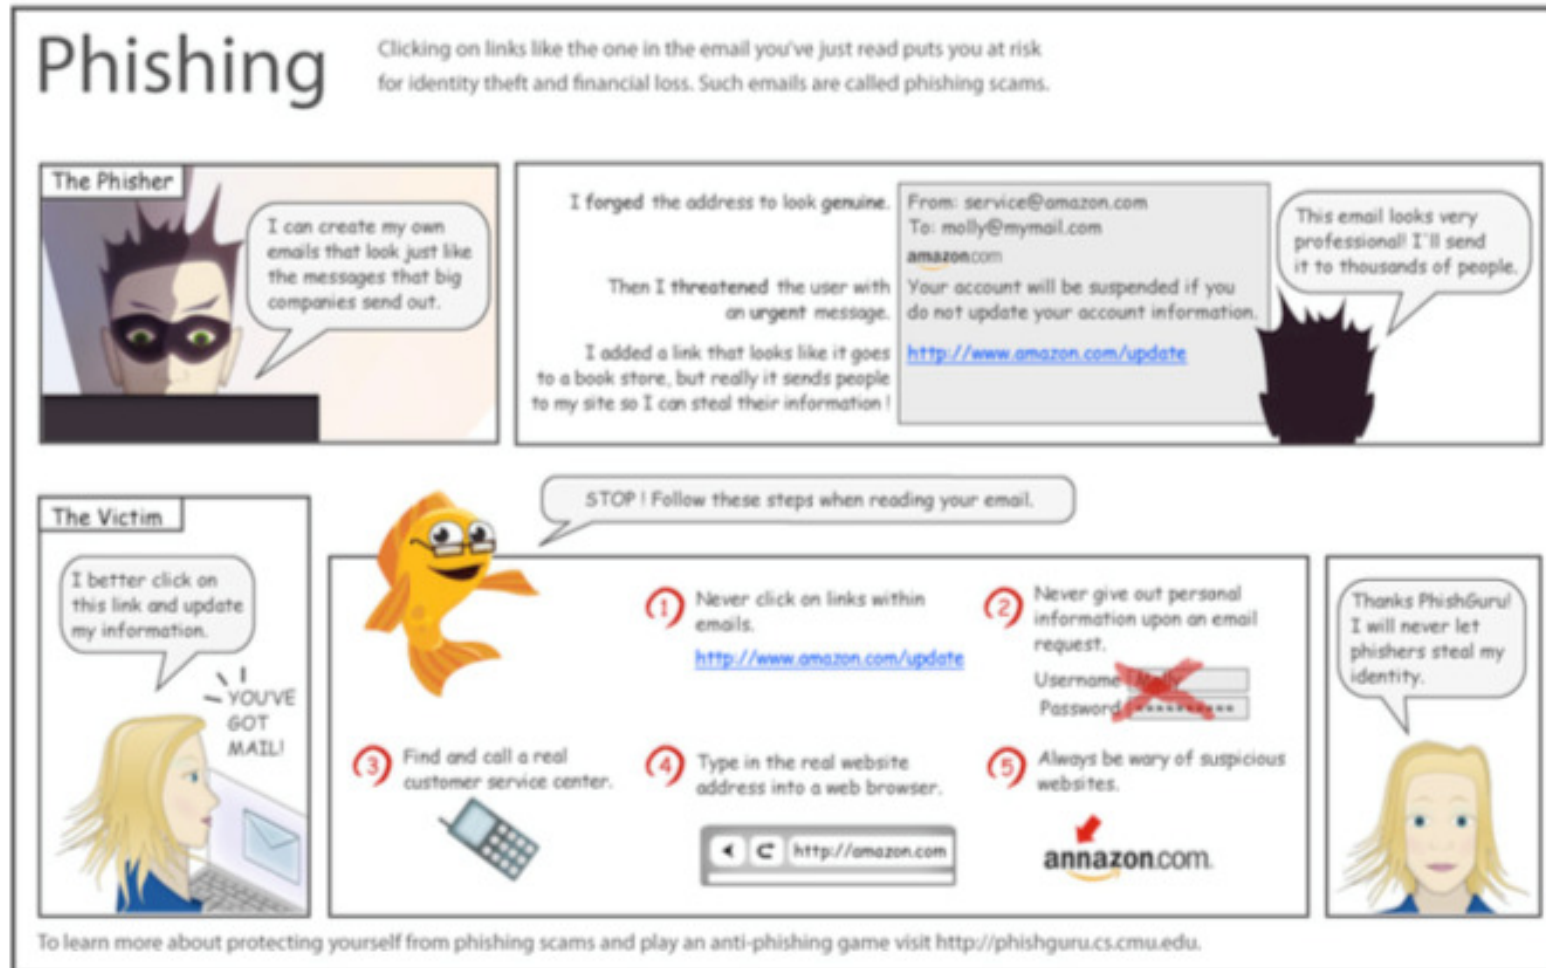 Phishing
Clicking on links like the one in the email you've just read puts you at risk
for identity theft and financial loss. Such emails are called phishing scams.
The Phisher
I can create my own
emails that look just like
the messages that big
companies send out.
I forged the address to look genuine.
Then I threatened the user with
an urgent message.
I added a link that looks like it goes
to a book store, but really it sends people
to my site so I can steal their information !
From: service@amazon.com
To: molly@mymail.com
amazon.com
Your account will be suspended if you
do not update your account information.
http://www.amazon.com/update
This email looks very
professional! I'll send
it to thousands of people.
The Victim
I better click on
this link and update
my information.
YOU'VE
GOT
MAIL!
STOP ! Follow these steps when reading your email.
1
Never click on links within
emails.
http://www.amazon.com/update
2
Never give out personal
information upon an email
request.
Username Molly
Password **********
3
Find and call a real
customer service center.
4
Type in the real website
address into a web browser.
http://amazon.com
5
Always be wary of suspicious
websites.
annazon.com.
Thanks PhishGuru!
I will never let
phishers steal my
identity.
To learn more about protecting yourself from phishing scams and play an anti-phishing game visit http://phishguru.cs.cmu.edu.